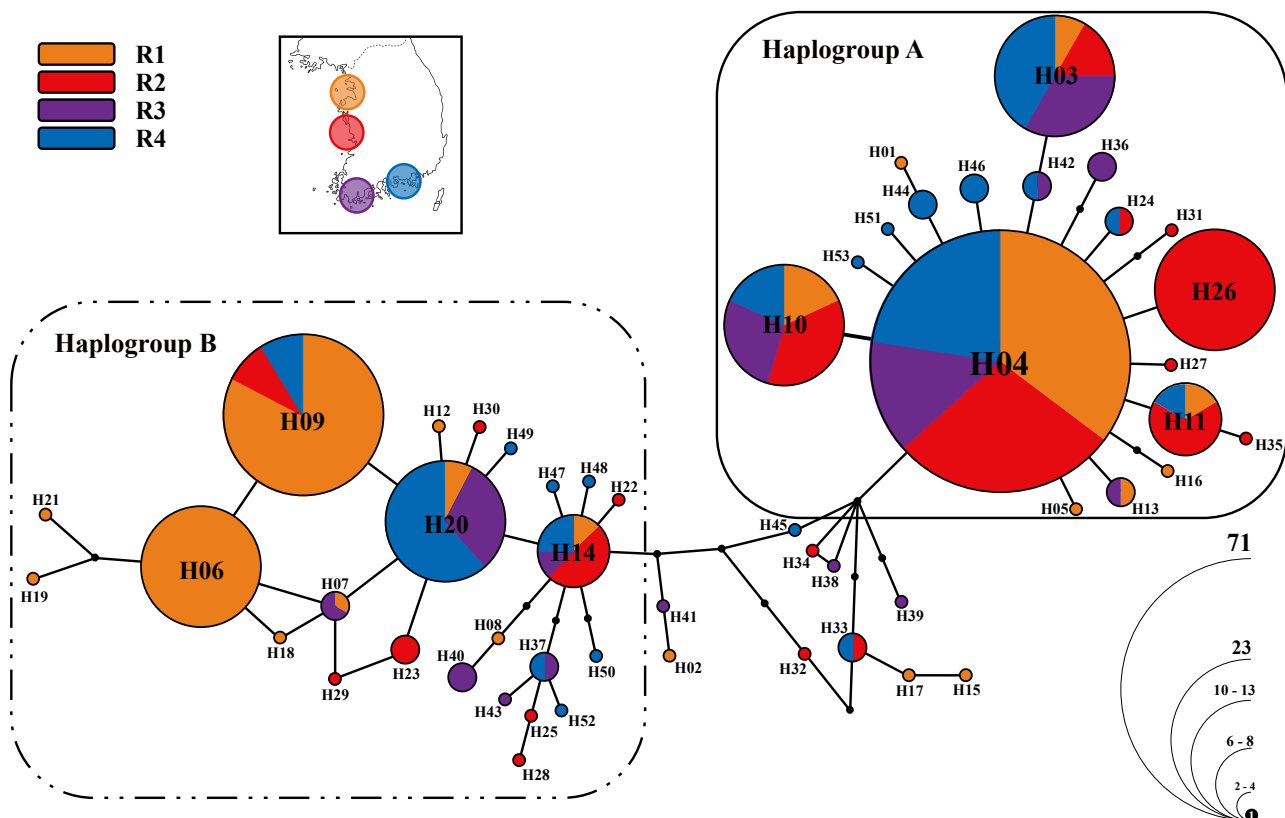 R1
R2
R3
R4
Haplogroup A
H03
H01
H46
H42
H36
H44
H24
H51
H31
H53
H26
H10
H04
H27
H11
H35
H16
H05
H13
Haplogroup B
H09
H12
H30
H49
H47
H48
H22
H21
H20
H14
H45
H34
H38
H06
H07
H19
H18
H08
H41
H39
H37
H33
H40
H50
H02
H32
H23
H29
H17
H15
H43
H25
H52
H28
71
23
10 - 13
6 - 8
2 - 4
1